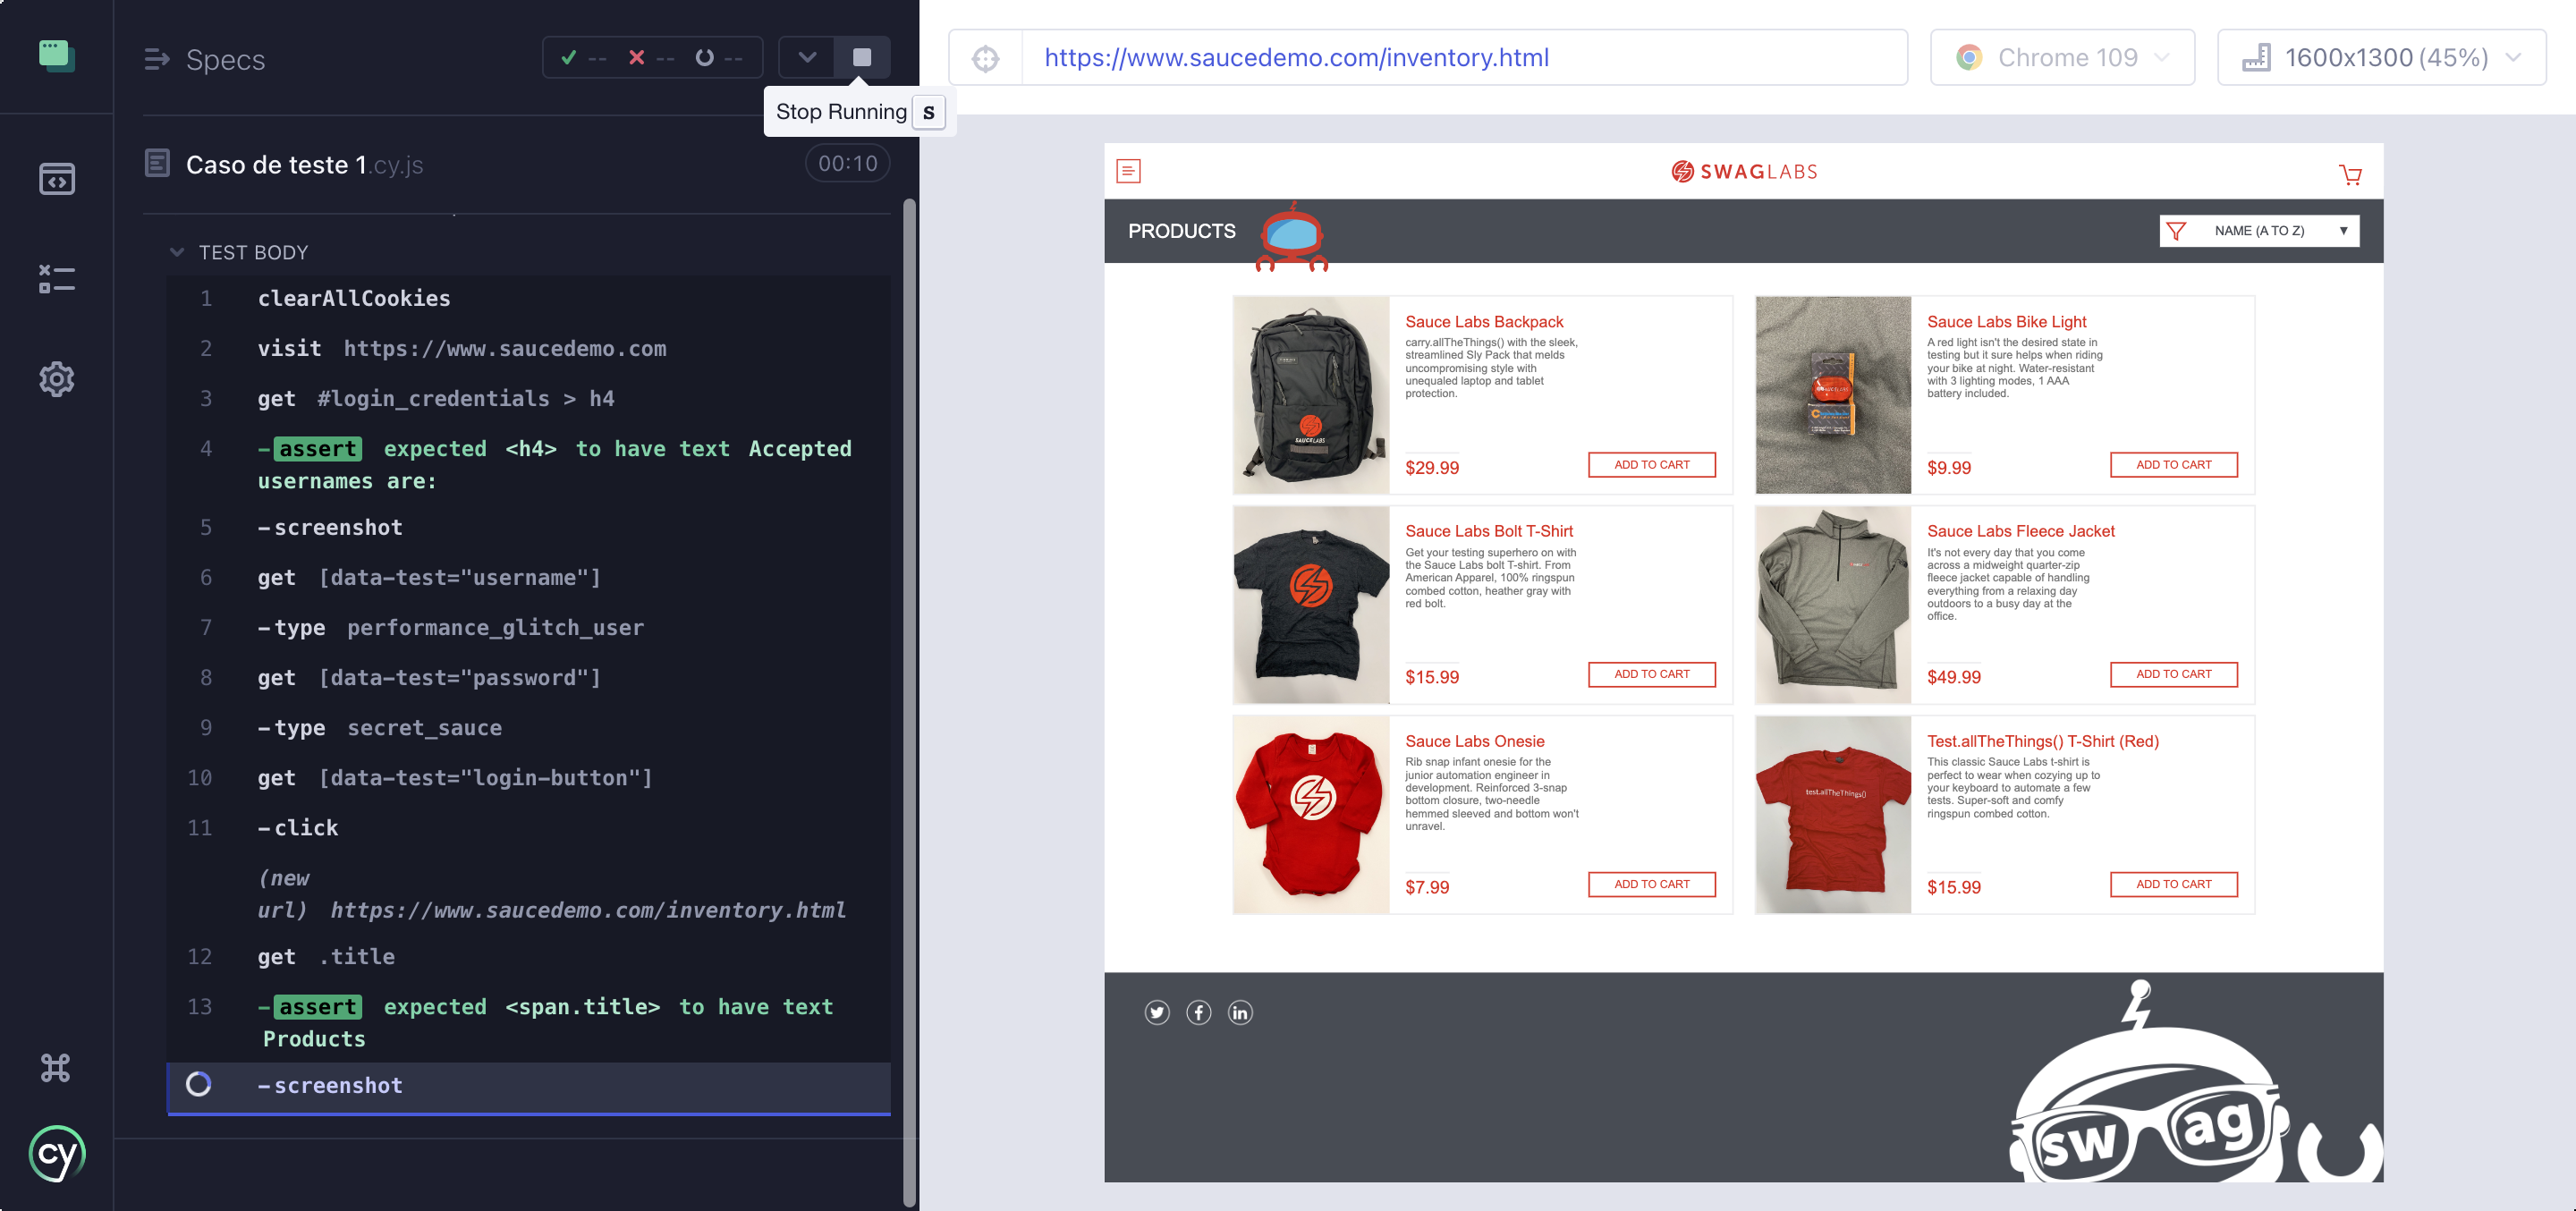 Specs
-- -- --
Stop Running S
https://www.saucedemo.com/inventory.html
Chrome 109
1600x1300 (45%)
Caso de teste 1.cy.js
00:10
TEST BODY
1 clearAllCookies
2 visit https://www.saucedemo.com
3 get #login_credentials > h4
4 -assert expected <h4> to have text Accepted
usernames are:
5 -screenshot
6 get [data-test="username"]
7 -type performance_glitch_user
8 get [data-test="password"]
9 -type secret_sauce
10 get [data-test="login-button"]
11 -click
(new
url) https://www.saucedemo.com/inventory.html
12 get .title
13 -assert expected <span.title> to have text
Products
-screenshot
cy
SWAGLABS
PRODUCTS
NAME (A TO Z)
Sauce Labs Backpack
carry.allTheThings() with the sleek,
streamlined Sly Pack that melds
uncompromising style with
unequaled laptop and tablet
protection.
$29.99
ADD TO CART
SAUCELABS
Sauce Labs Bike Light
A red light isn't the desired state in
testing but it sure helps when riding
your bike at night. Water-resistant
with 3 lighting modes, 1 AAA
battery included.
$9.99
ADD TO CART
Sauce Labs Bolt T-Shirt
Get your testing superhero on with
the Sauce Labs bolt T-shirt. From
American Apparel, 100% ringspun
combed cotton, heather gray with
red bolt.
$15.99
ADD TO CART
Sauce Labs Fleece Jacket
It's not every day that you come
across a midweight quarter-zip
fleece jacket capable of handling
everything from a relaxing day
outdoors to a busy day at the
office.
$49.99
ADD TO CART
Sauce Labs Onesie
Rib snap infant onesie for the
junior automation engineer in
development. Reinforced 3-snap
bottom closure, two-needle
hemmed sleeved and bottom won't
unravel.
$7.99
ADD TO CART
Test.allTheThings() T-Shirt (Red)
This classic Sauce Labs t-shirt is
perfect to wear when cozying up to
your keyboard to automate a few
tests. Super-soft and comfy
ringspun combed cotton.
$15.99
ADD TO CART
test.allTheThings()
swag